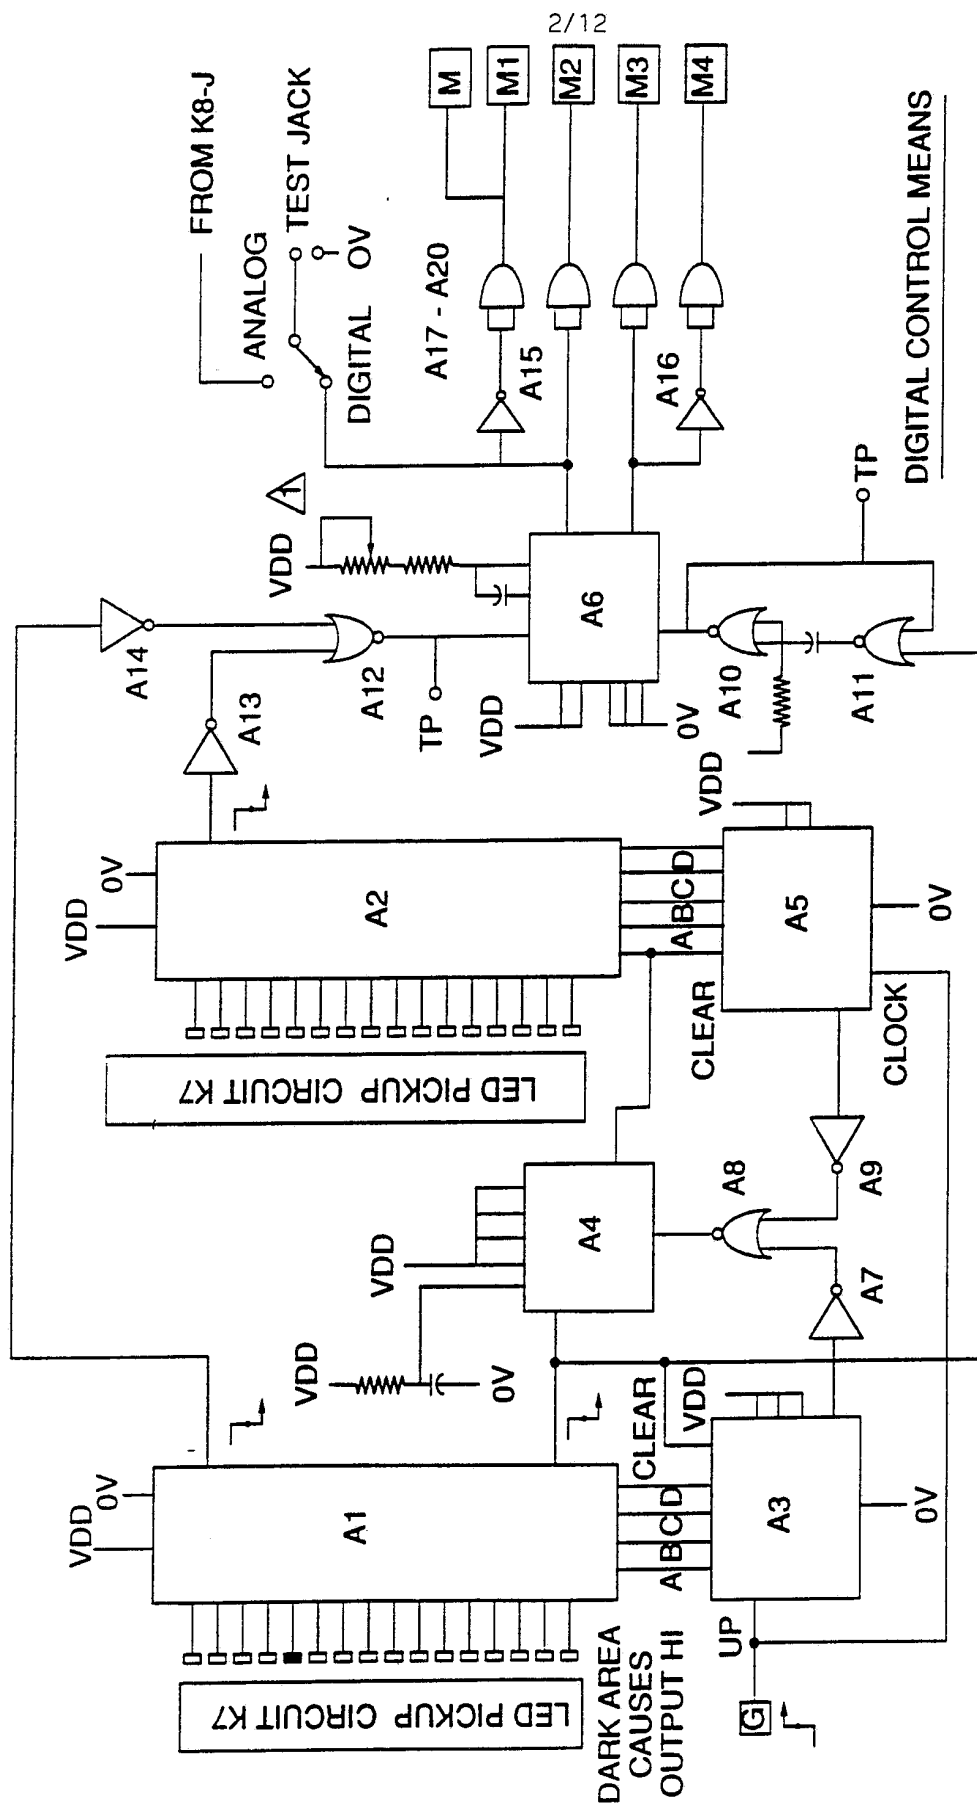 2/12
FROM K8-J
ANALOG
TEST JACK
DIGITAL
OV
M
M1
M2
M3
M4
A17 - A20
A15
A16
VDD
1
A14
A13
A12
TP
A6
VDD
0V
A10
A11
TP
DIGITAL CONTROL MEANS
VDD
0V
A2
LED PICKUP CIRCUIT K7
A B C D
CLEAR
A5
VDD
0V
CLOCK
VDD
A4
A8
A9
A7
VDD
0V
VDD
0V
A1
LED PICKUP CIRCUIT K7
DARK AREA
CAUSES
OUTPUT HI
A B C D
CLEAR
VDD
A3
0V
UP
G